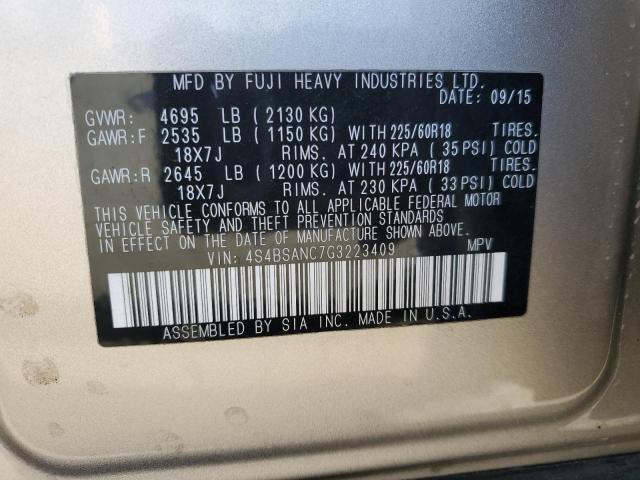 MFD BY FUJI HEAVY INDUSTRIES LTD.
DATE: 09/15
GVWR: 4695 LB (2130 KG)
GAWR:F 2535 LB (1150 KG) WITH 225/60R18 TIRES.
18X7J RIMS. AT 240 KPA (35 PSI) COLD
GAWR:R 2645 LB (1200 KG) WITH 225/60R18 TIRES.
18X7J RIMS. AT 230 KPA (33 PSI) COLD
THIS VEHICLE CONFORMS TO ALL APPLICABLE FEDERAL MOTOR
VEHICLE SAFETY AND THEFT PREVENTION STANDARDS
IN EFFECT ON THE DATE OF MANUFACTURE SHOWN ABOVE.
VIN: 4S4BSANC7G3223409 MPV
ASSEMBLED BY SIA INC. MADE IN U.S.A.